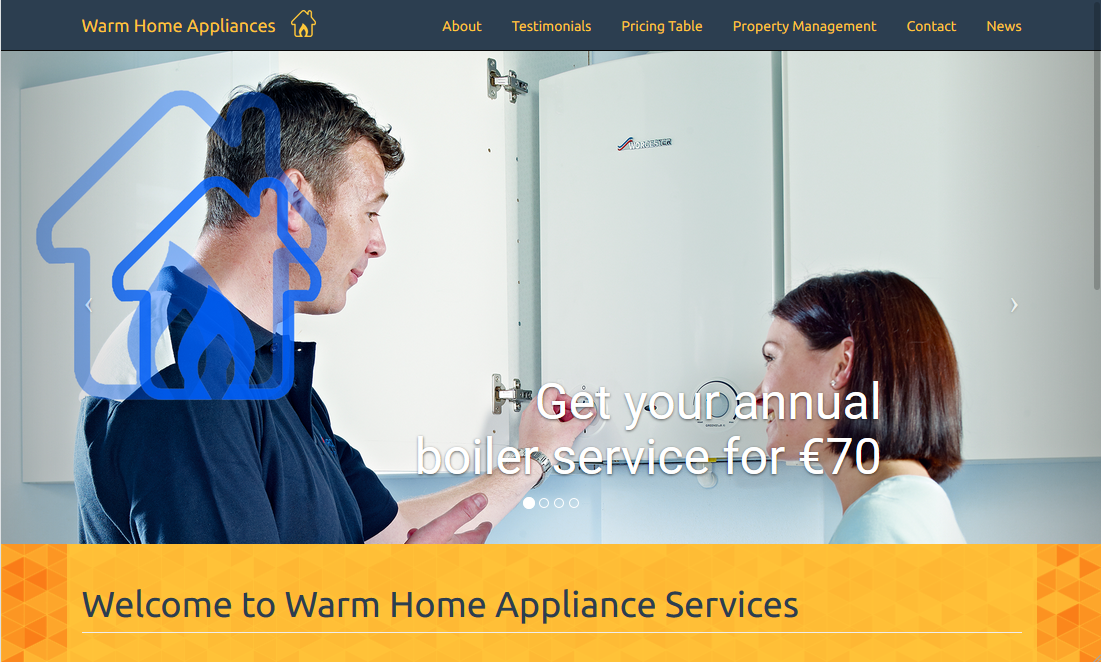 Warm Home Appliances
About Testimonials Pricing Table Property Management Contact News
WORCESTER
Get your annual
boiler service for €70
Welcome to Warm Home Appliance Services